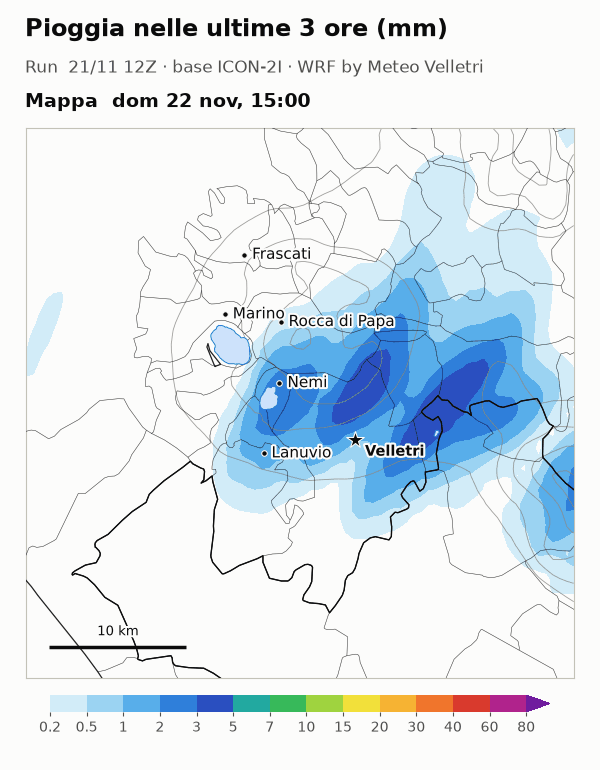 Pioggia nelle ultime 3 ore (mm)
Run  21/11 12Z · base ICON-2I · WRF by Meteo Velletri
Mappa  dom 22 nov, 15:00
Frascati
Marino
Rocca di Papa
Nemi
Velletri
Lanuvio
10 km
0.2 0.5 1 2 3 5 7 10 15 20 30 40 60 80